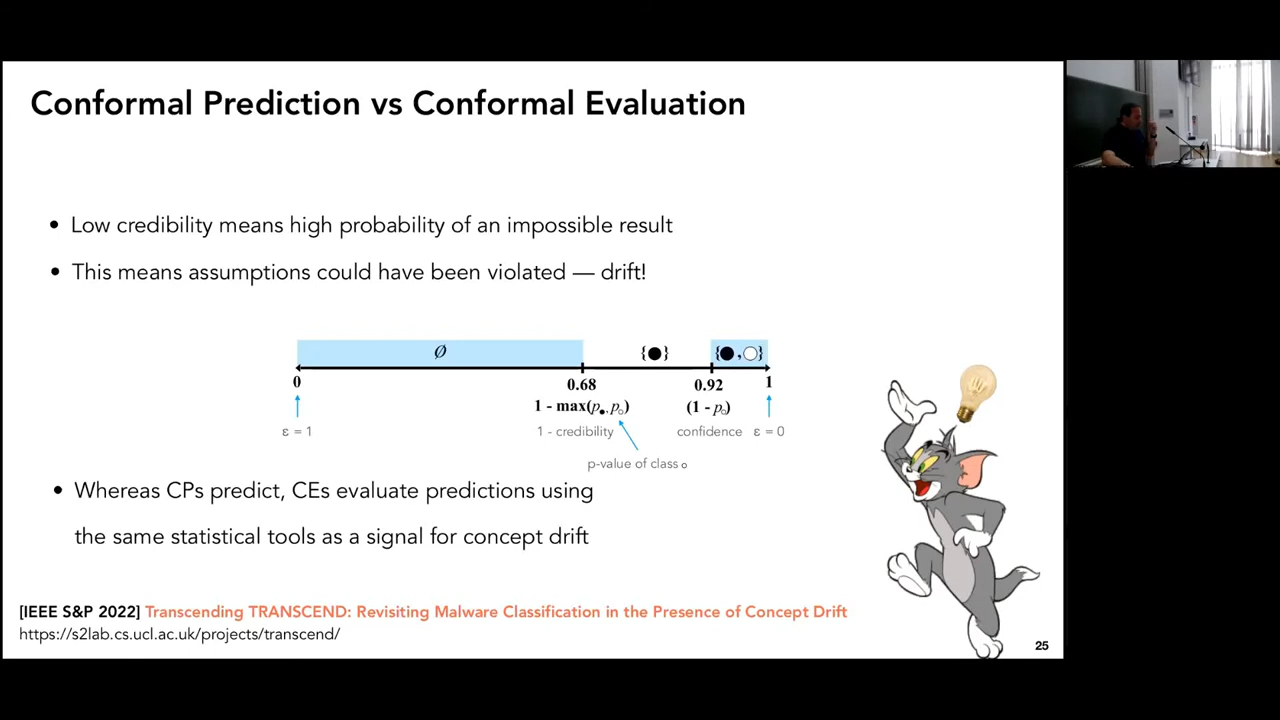 Conformal Prediction vs Conformal Evaluation
• Low credibility means high probability of an impossible result
• This means assumptions could have been violated — drift!
Ø {●} {●,○}
0 0.68 0.92 1
1 - max(p●, p○) (1 - p○)
ε = 1 1 - credibility confidence ε = 0
p-value of class ○
• Whereas CPs predict, CEs evaluate predictions using
the same statistical tools as a signal for concept drift
[IEEE S&P 2022] Transcending TRANSCEND: Revisiting Malware Classification in the Presence of Concept Drift
https://s2lab.cs.ucl.ac.uk/projects/transcend/
25